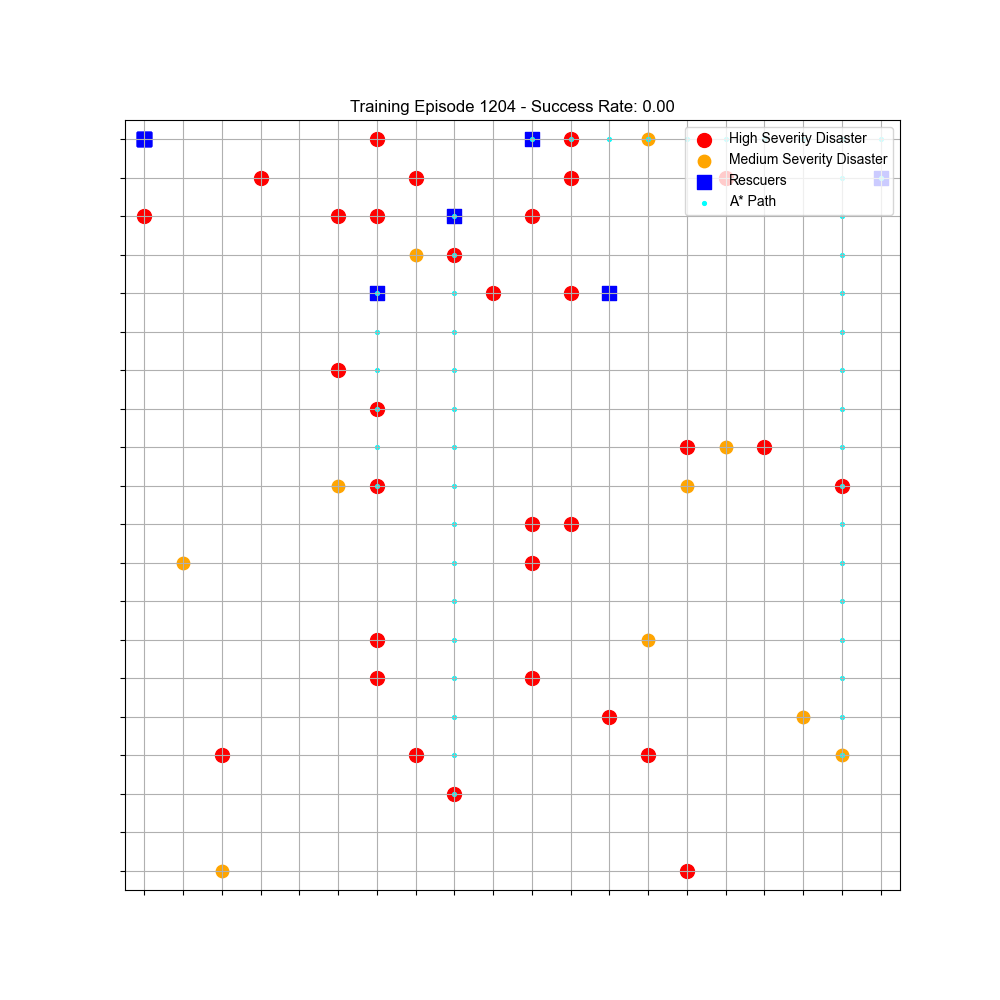 Training Episode 1204 - Success Rate: 0.00
High Severity Disaster
Medium Severity Disaster
Rescuers
A* Path